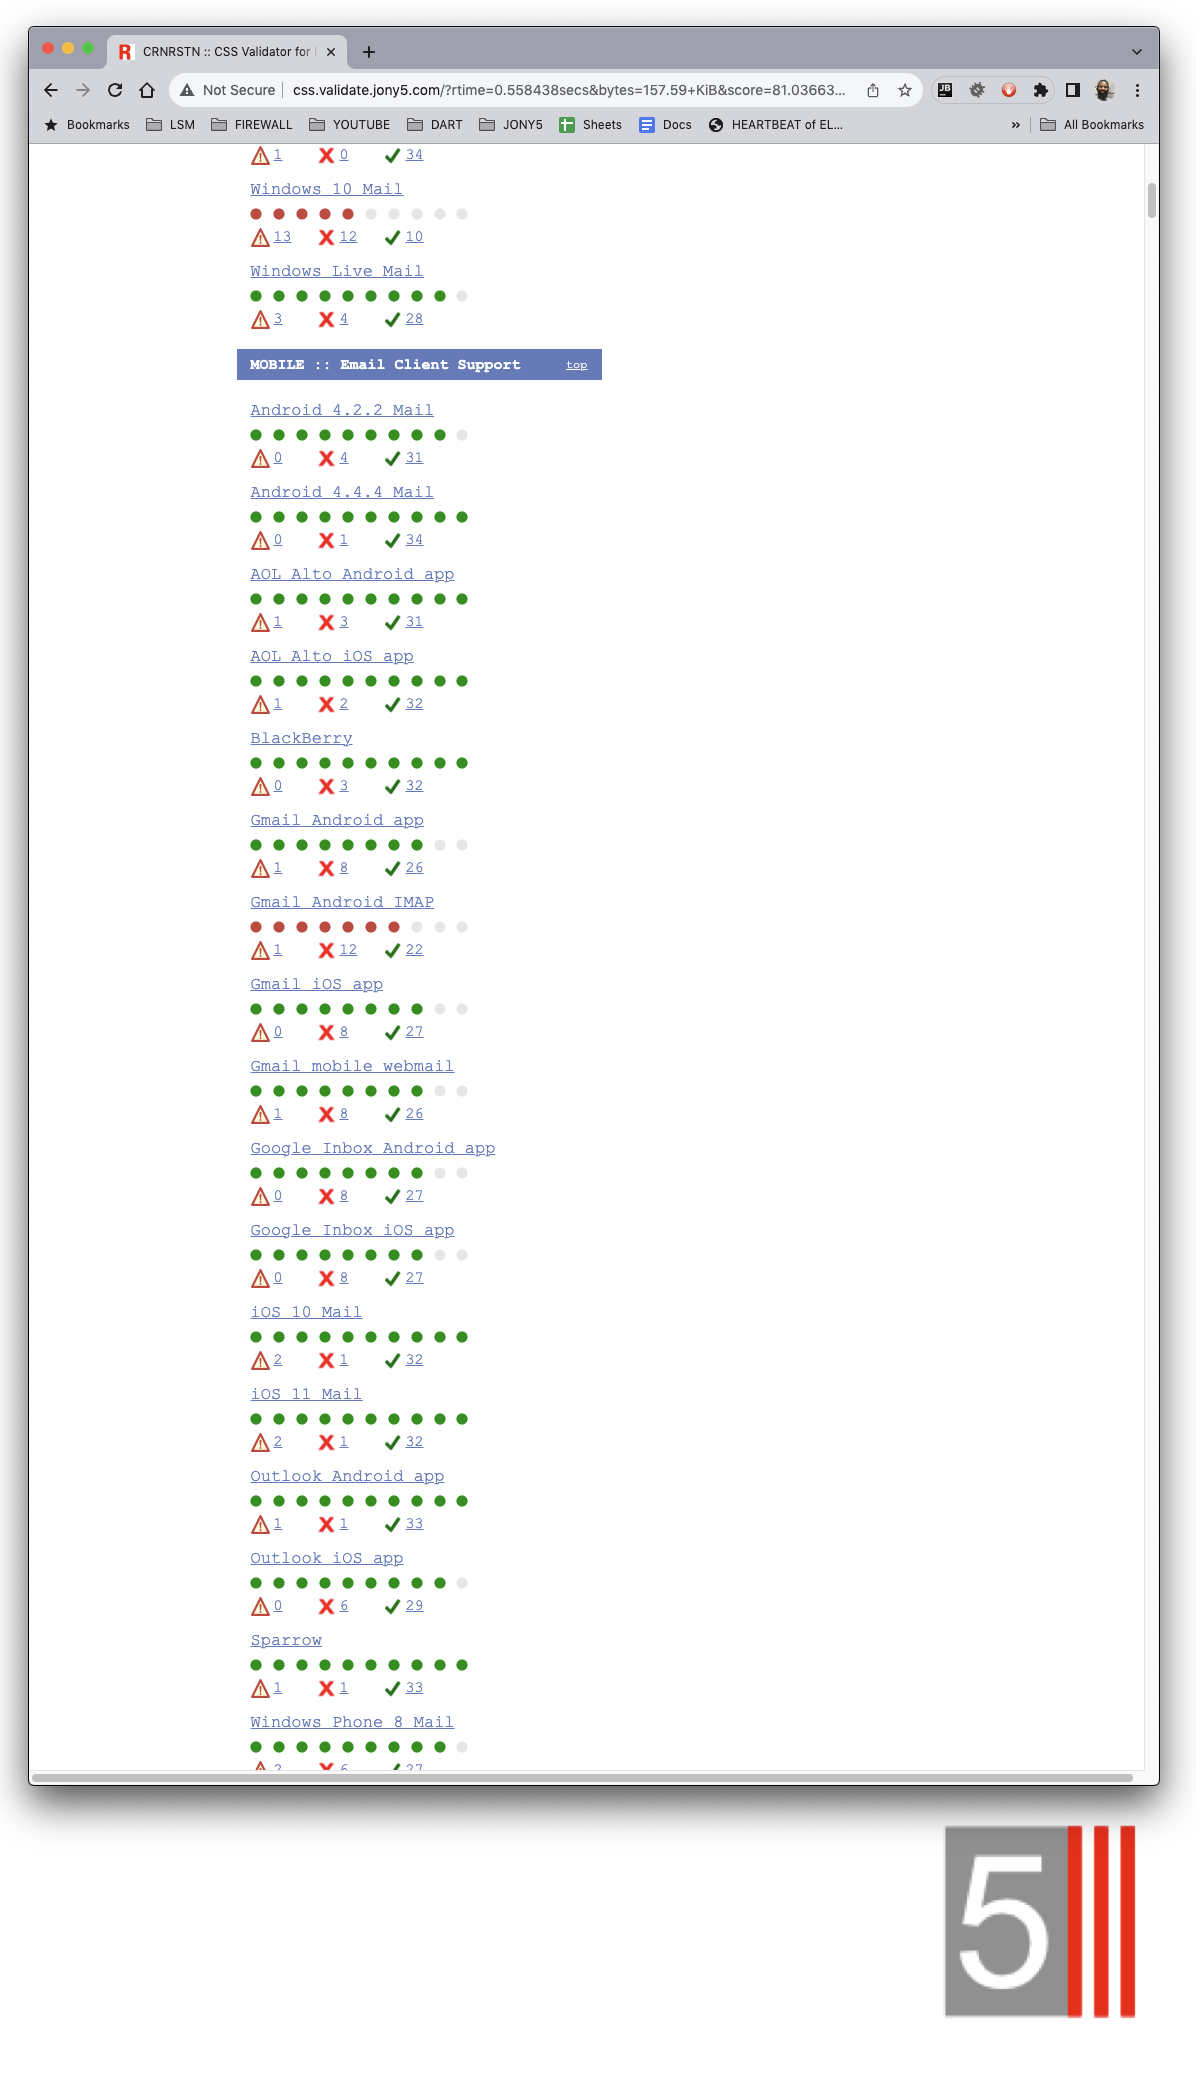 CRNRSTN :: CSS Validator for
Not Secure
css.validate.jony5.com/?rtime=0.558438secs&bytes=157.59+KiB&score=81.03663...
JB
Bookmarks
LSM
FIREWALL
YOUTUBE
DART
JONY5
Sheets
Docs
HEARTBEAT of EL...
»
All Bookmarks
1 0 34
Windows 10 Mail
13 12 10
Windows Live Mail
3 4 28
MOBILE :: Email Client Support top
Android 4.2.2 Mail
0 4 31
Android 4.4.4 Mail
0 1 34
AOL Alto Android app
1 3 31
AOL Alto iOS app
1 2 32
BlackBerry
0 3 32
Gmail Android app
1 8 26
Gmail Android IMAP
1 12 22
Gmail iOS app
0 8 27
Gmail mobile webmail
1 8 26
Google Inbox Android app
0 8 27
Google Inbox iOS app
0 8 27
iOS 10 Mail
2 1 32
iOS 11 Mail
2 1 32
Outlook Android app
1 1 33
Outlook iOS app
0 6 29
Sparrow
1 1 33
Windows Phone 8 Mail
2 6 27
5